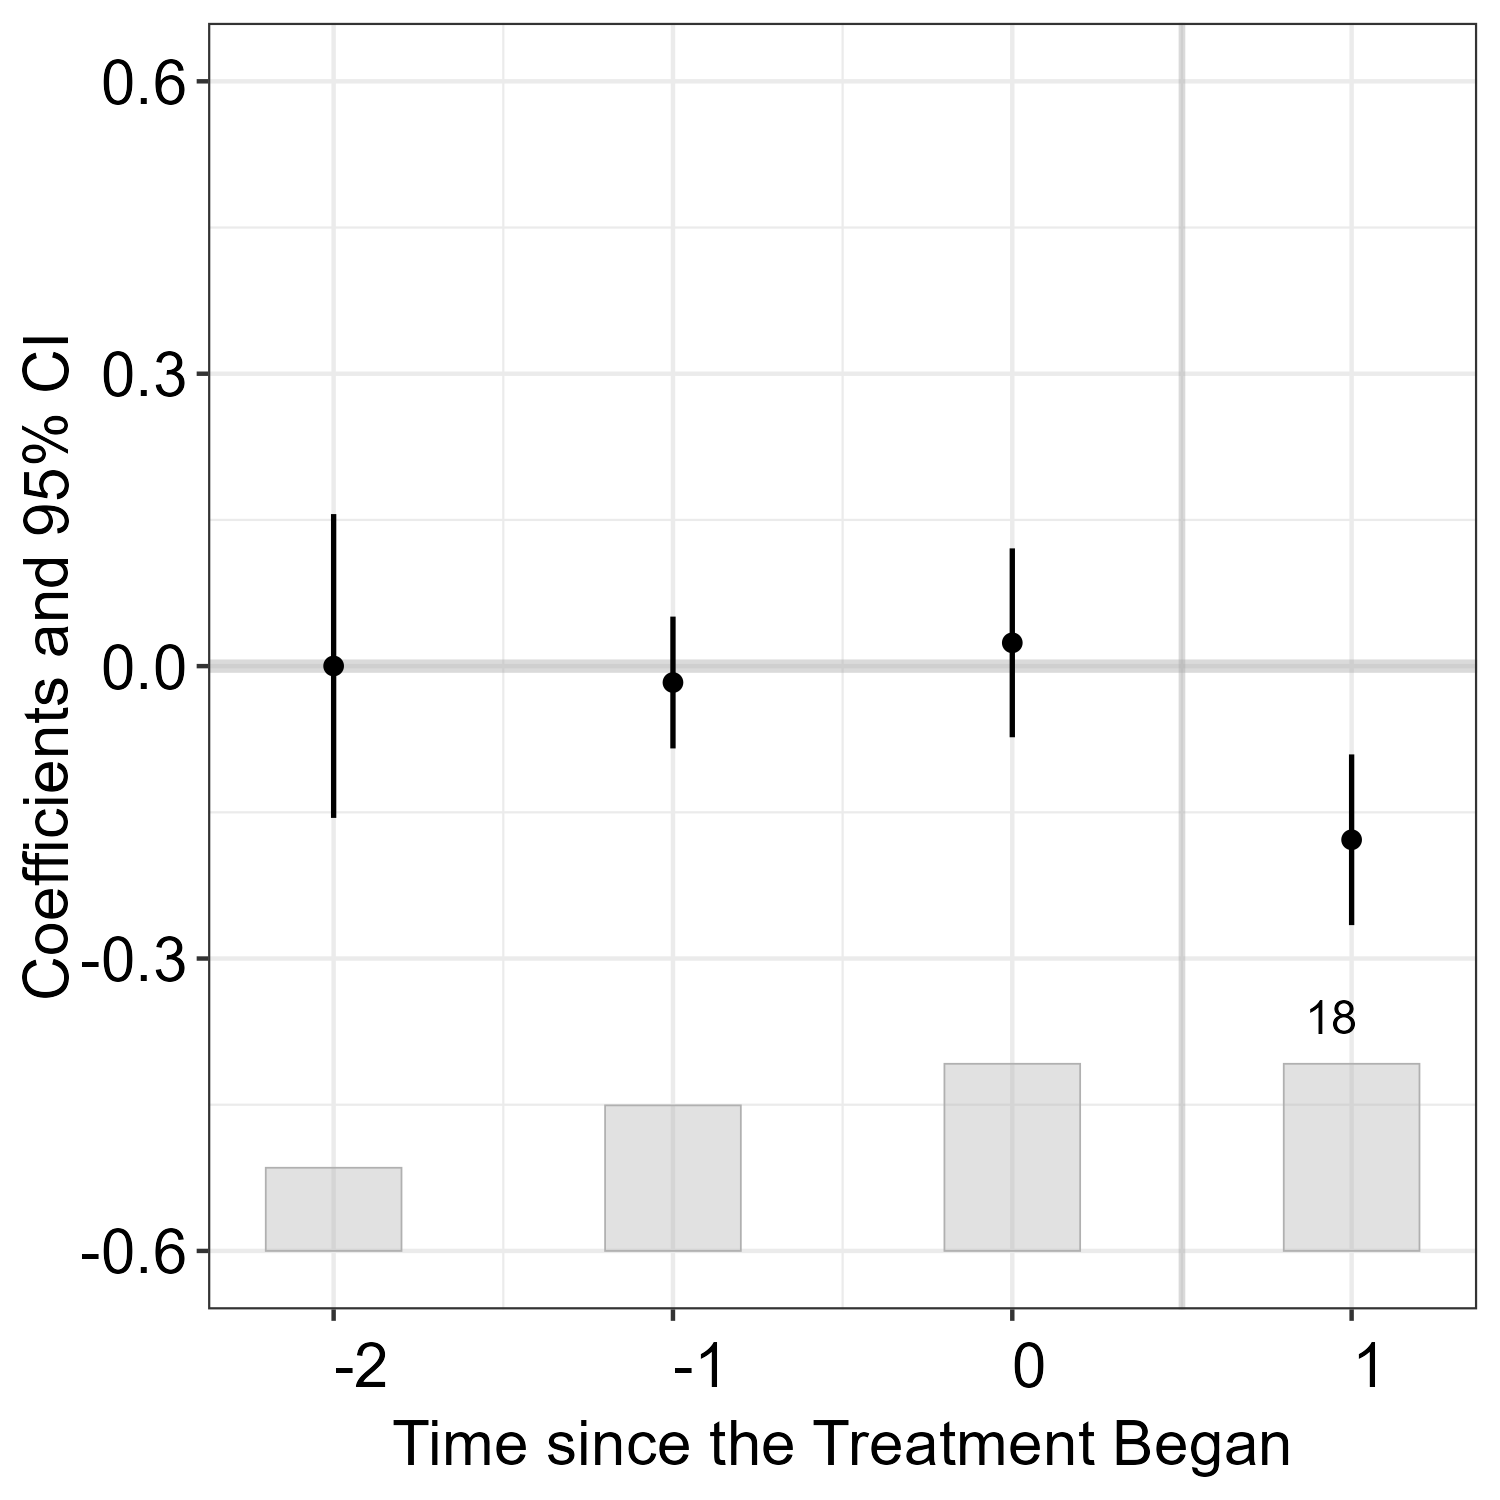 Coefficients and 95% CI
0.6
0.3
0.0
-0.3
-0.6
18
-2 -1 0 1
Time since the Treatment Began